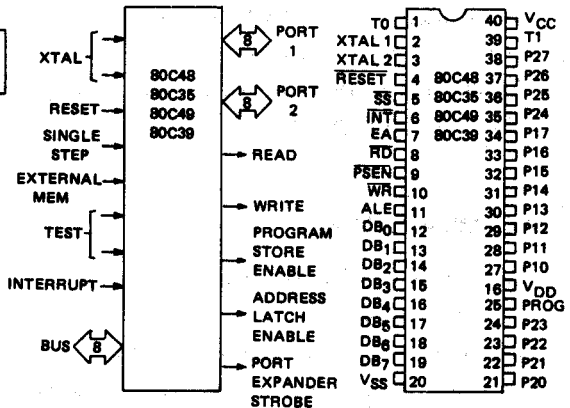 XTAL
RESET
SINGLE
STEP
EXTERNAL
MEM
TEST
INTERRUPT
BUS 8
80C48
80C35
80C49
80C39
8 PORT
1
8 PORT
2
READ
WRITE
PROGRAM
STORE
ENABLE
ADDRESS
LATCH
ENABLE
PORT
EXPANDER
STROBE
T0 1 40 VCC
XTAL 1 2 39 T1
XTAL 2 3 38 P27
RESET 4 80C48 37 P26
SS 5 80C35 36 P25
INT 6 80C49 35 P24
EA 7 80C39 34 P17
RD 8 33 P16
PSEN 9 32 P15
WR 10 31 P14
ALE 11 30 P13
DB0 12 29 P12
DB1 13 28 P11
DB2 14 27 P10
DB3 15 16 VDD
DB4 16 25 PROG
DB5 17 24 P23
DB6 18 23 P22
DB7 19 22 P21
VSS 20 21 P20